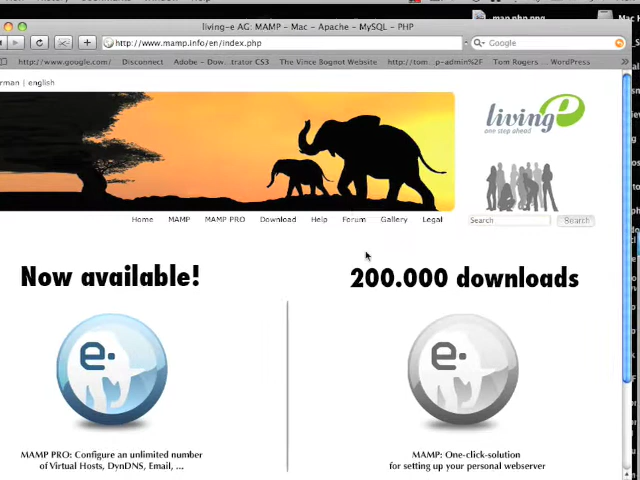 map.php.png
Mac H
living-e AG: MAMP – Mac – Apache – MySQL – PHP
http://www.mamp.info/en/index.php
Google
http://www.gougle.com/
Disconnect
Adobe – Dow...trator CS3
The Vince Bognot Website
http://tom...p-admin%2F
Tom Rogers ... WordPress
rman | english
living e
one step ahead
Home MAMP MAMP PRO Download Help Forum Gallery Legal
Search Search
Now available! 200.000 downloads
e.
e.
MAMP PRO: Configure an unlimited number
of Virtual Hosts, DynDNS, Email, ...
MAMP: One-click-solution
for setting up your personal webserver